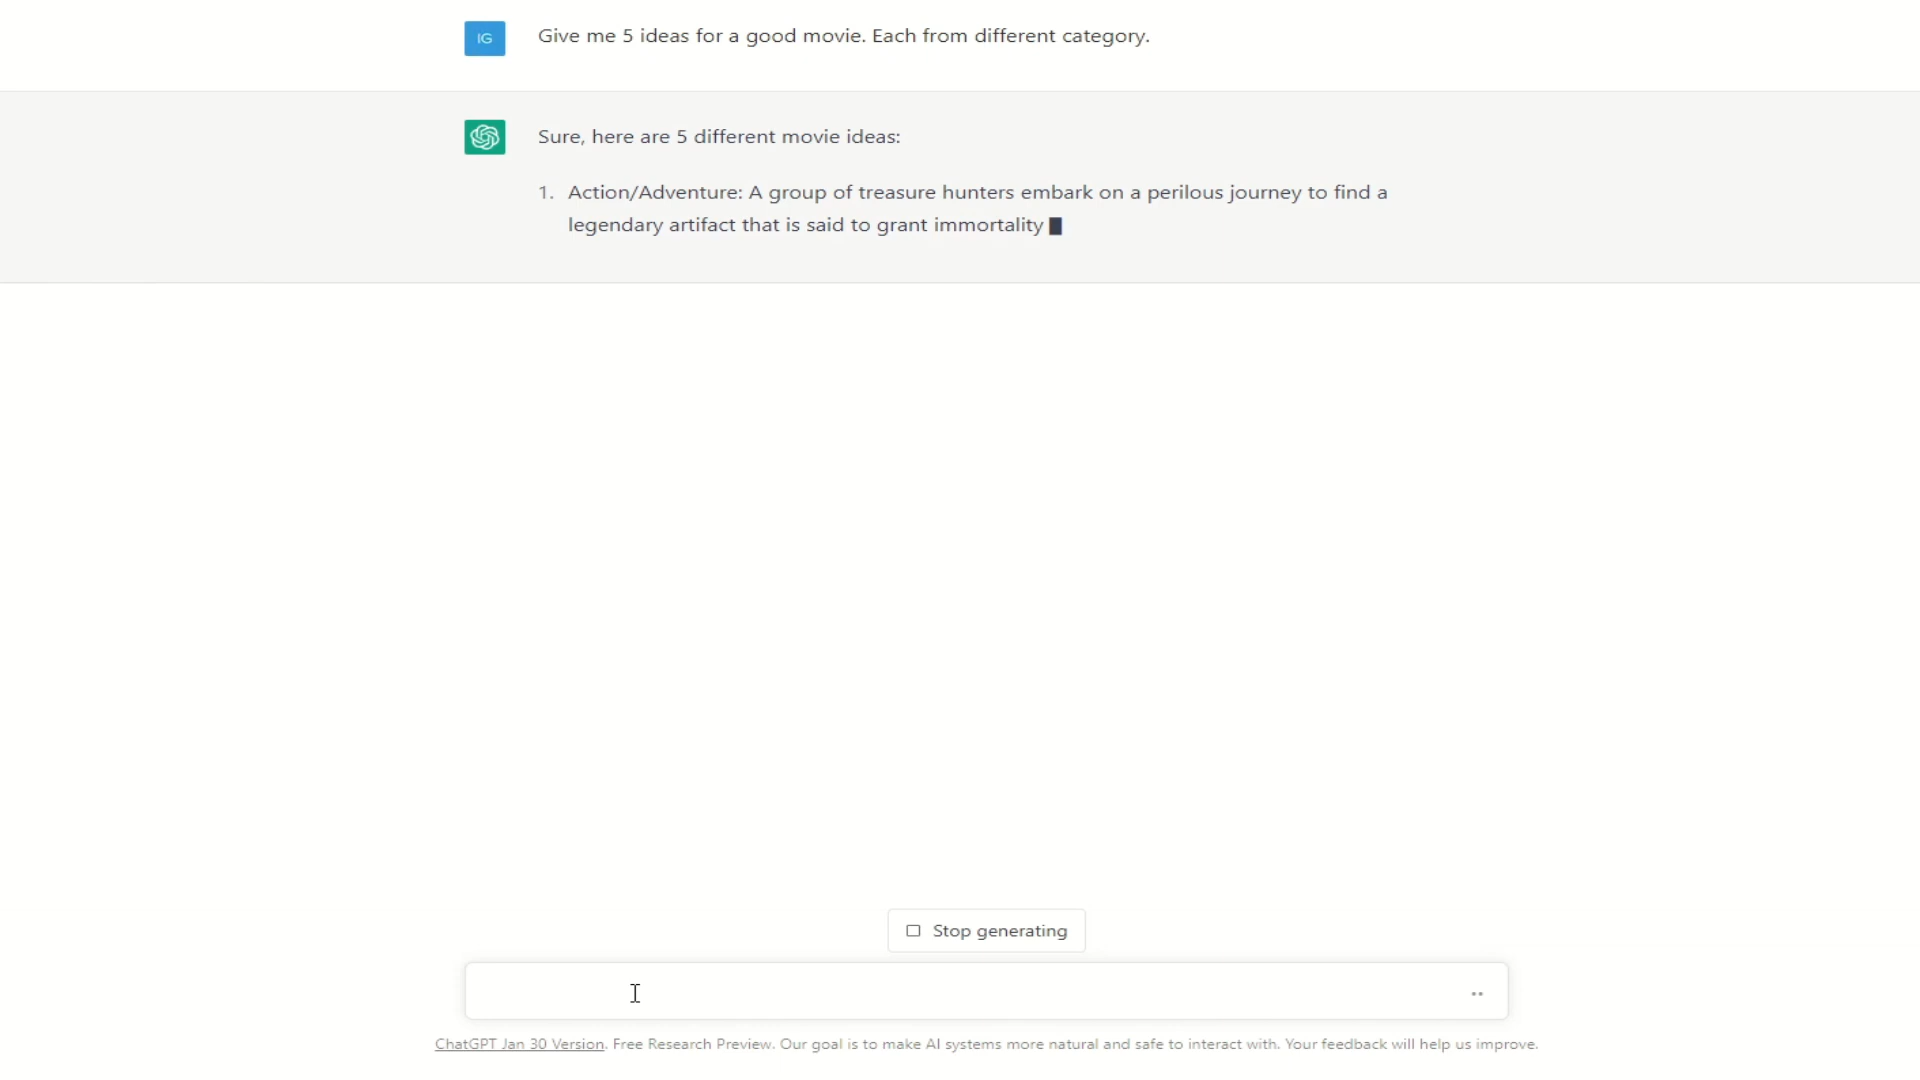 IG
Give me 5 ideas for a good movie. Each from different category.
Sure, here are 5 different movie ideas:
1. Action/Adventure: A group of treasure hunters embark on a perilous journey to find a
legendary artifact that is said to grant immortality
Stop generating
ChatGPT Jan 30 Version. Free Research Preview. Our goal is to make AI systems more natural and safe to interact with. Your feedback will help us improve.